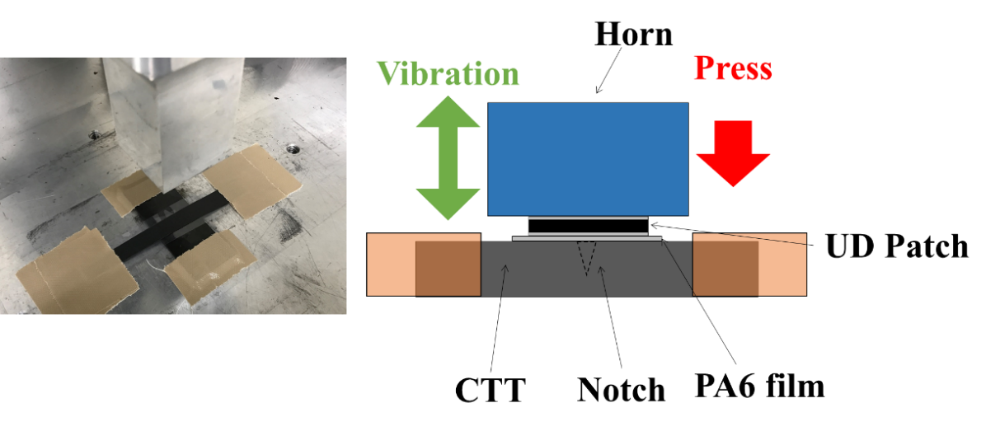 Horn
Vibration
Press
UD Patch
CTT
Notch
PA6 film